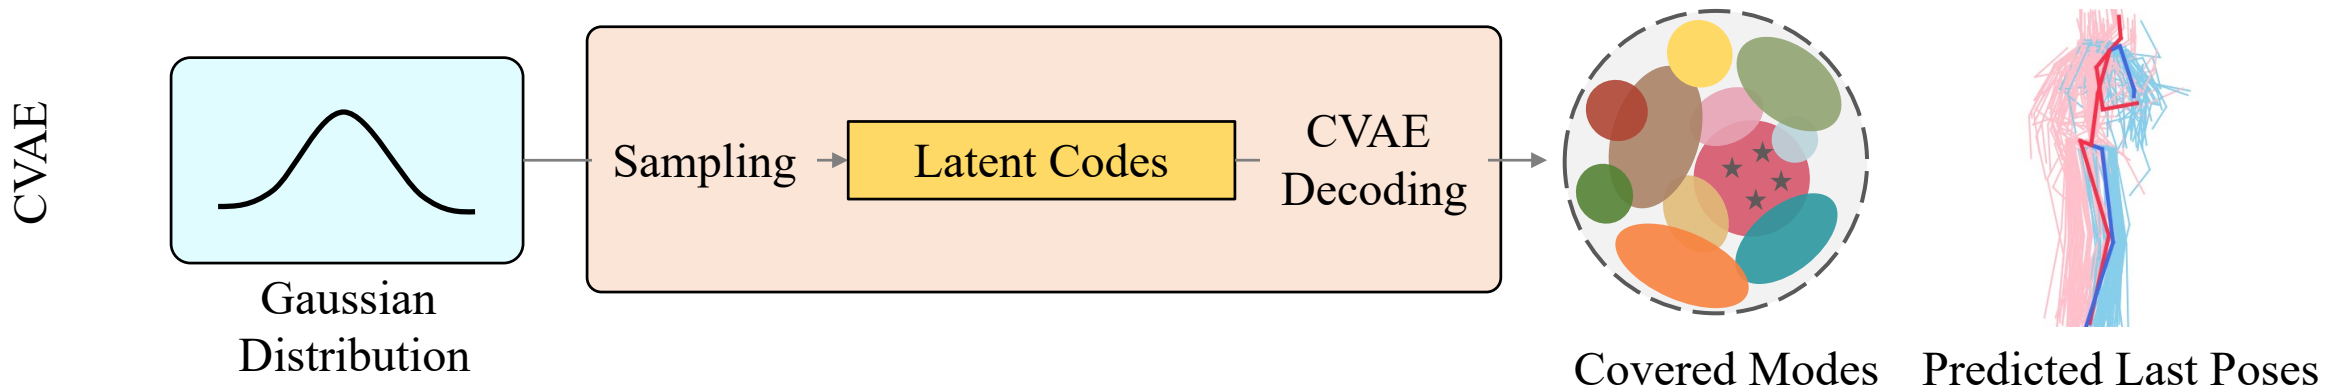 CVAE
Gaussian
Distribution
Sampling
Latent Codes
CVAE
Decoding
Covered Modes
Predicted Last Poses